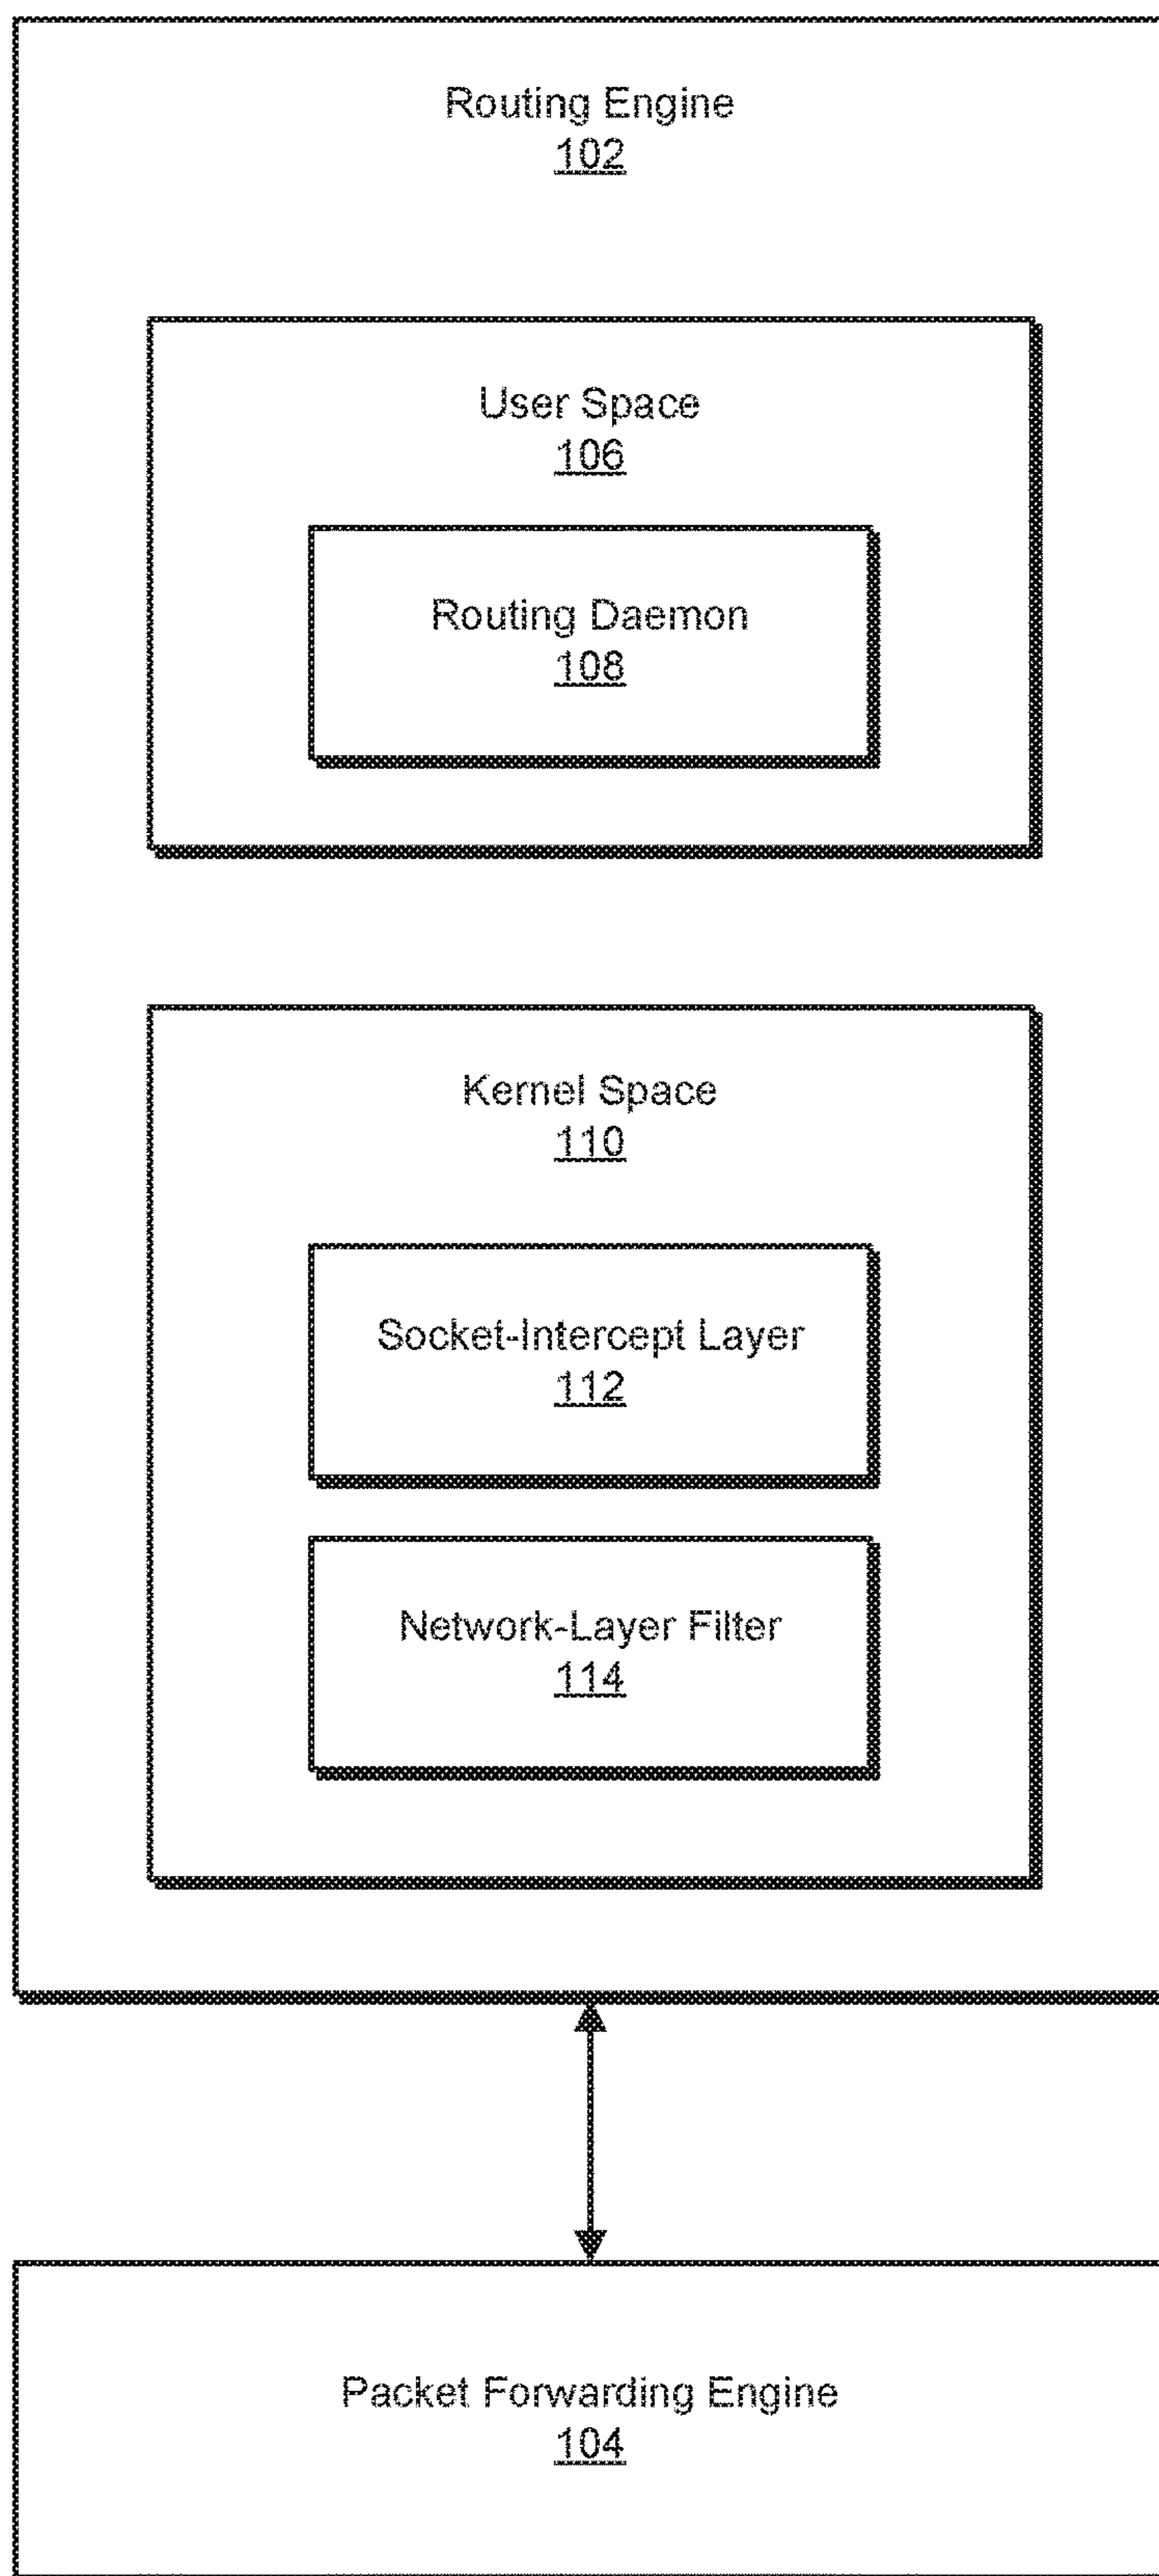 Routing Engine
102
User Space
106
Routing Daemon
108
Kernel Space
110
Socket-Intercept Layer
112
Network-Layer Filter
114
Packet Forwarding Engine
104